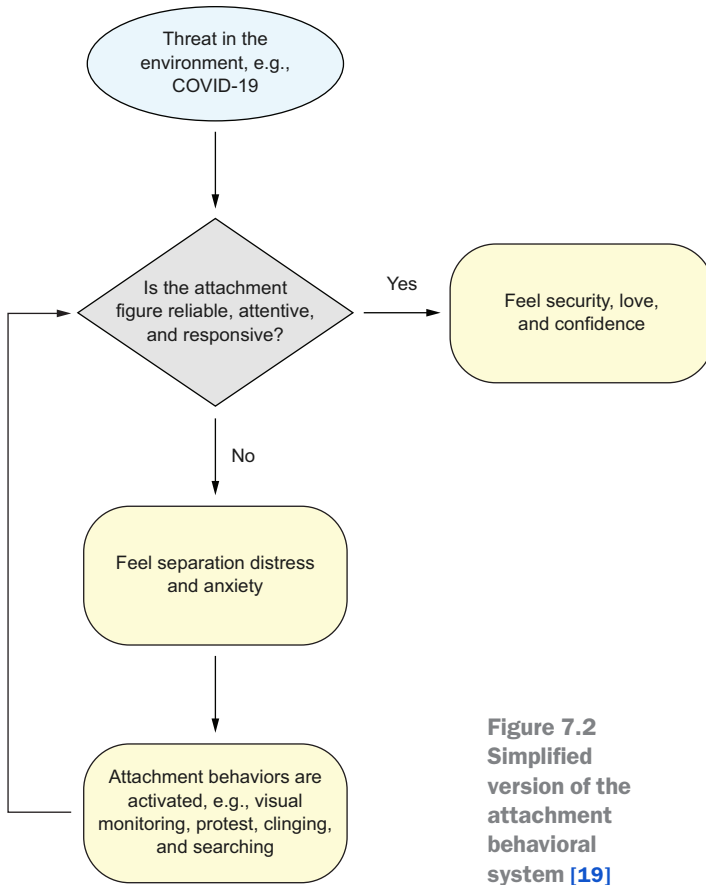 Threat in the
environment, e.g.,
COVID-19
Is the attachment
figure reliable, attentive,
and responsive?
Yes
Feel security, love,
and confidence
No
Feel separation distress
and anxiety
Attachment behaviors are
activated, e.g., visual
monitoring, protest, clinging,
and searching
Figure 7.2
Simplified
version of the
attachment
behavioral
system [19]